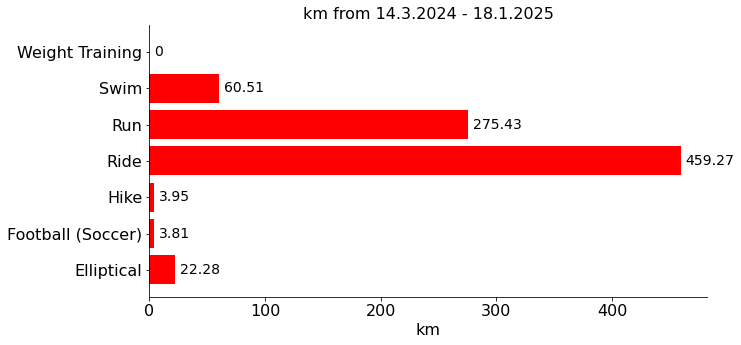 km from 14.3.2024 - 18.1.2025
Weight Training 0
Swim 60.51
Run 275.43
Ride 459.27
Hike 3.95
Football (Soccer) 3.81
Elliptical 22.28
0 100 200 300 400
km